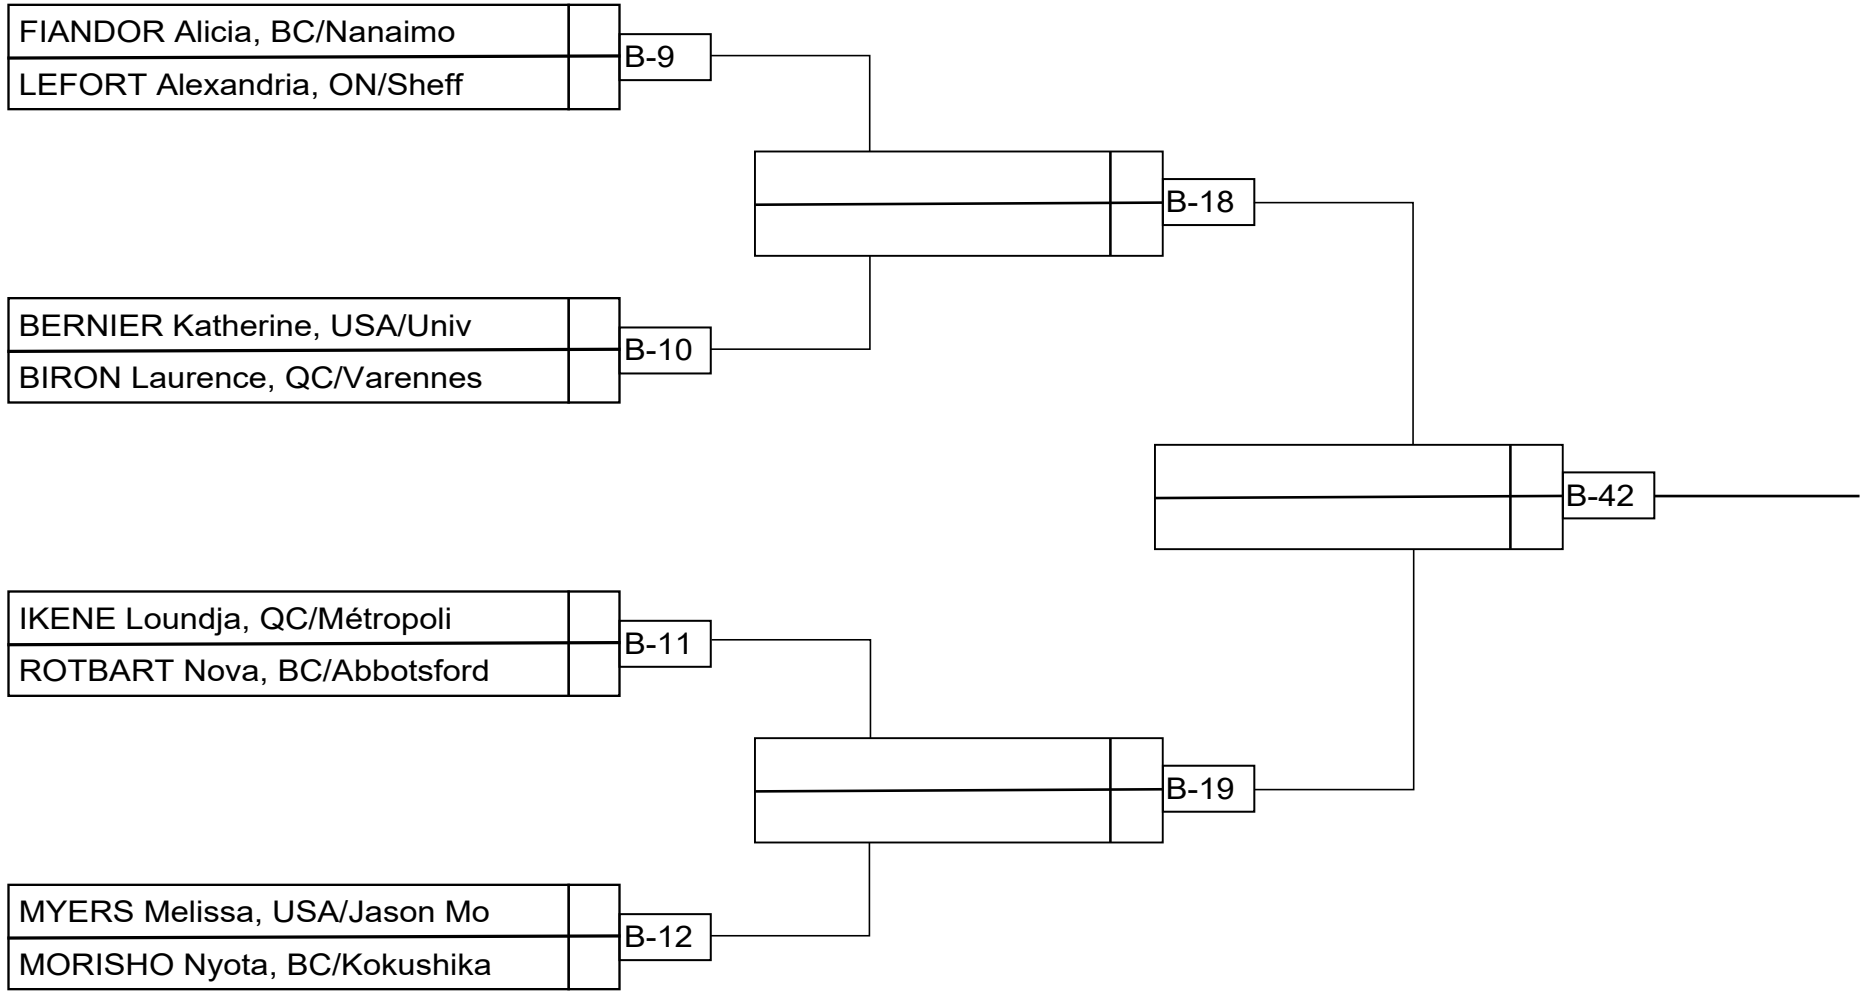 FIANDOR Alicia, BC/Nanaimo
B-9
LEFORT Alexandria, ON/Sheff
B-18
BERNIER Katherine, USA/Univ
B-10
BIRON Laurence, QC/Varennes
B-42
IKENE Loundja, QC/Métropoli
B-11
ROTBART Nova, BC/Abbotsford
B-19
MYERS Melissa, USA/Jason Mo
B-12
MORISHO Nyota, BC/Kokushika